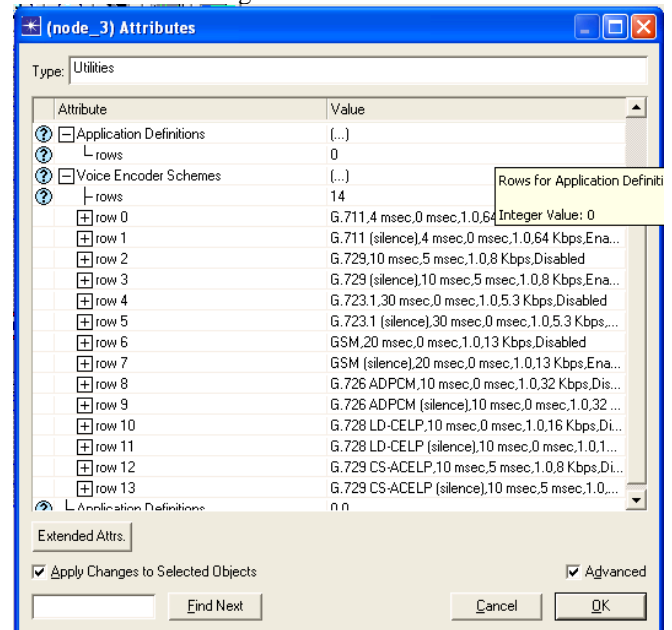 (node_3) Attributes
Type: Utilities
Attribute Value
Application Definitions (...)
rows 0
Voice Encoder Schemes (...)
rows 14
Rows for Application Definiti
Integer Value: 0
row 0 G.711,4 msec,0 msec,1.0,64
row 1 G.711 (silence),4 msec,0 msec,1.0,64 Kbps,Ena...
row 2 G.729,10 msec,5 msec,1.0,8 Kbps,Disabled
row 3 G.729 (silence),10 msec,5 msec,1.0,8 Kbps,Ena...
row 4 G.723.1,30 msec,0 msec,1.0,5.3 Kbps,Disabled
row 5 G.723.1 (silence),30 msec,0 msec,1.0,5.3 Kbps,...
row 6 GSM,20 msec,0 msec,1.0,13 Kbps,Disabled
row 7 GSM (silence),20 msec,0 msec,1.0,13 Kbps,Ena...
row 8 G.726 ADPCM,10 msec,0 msec,1.0,32 Kbps,Dis...
row 9 G.726 ADPCM (silence),10 msec,0 msec,1.0,32 ...
row 10 G.728 LD-CELP,10 msec,0 msec,1.0,16 Kbps,Di...
row 11 G.728 LD-CELP (silence),10 msec,0 msec,1.0,1...
row 12 G.729 CS-ACELP,10 msec,5 msec,1.0,8 Kbps,Di...
row 13 G.729 CS-ACELP (silence),10 msec,5 msec,1.0,...
Application Definitions 0.0
Extended Attrs.
Apply Changes to Selected Objects Advanced
Find Next Cancel OK